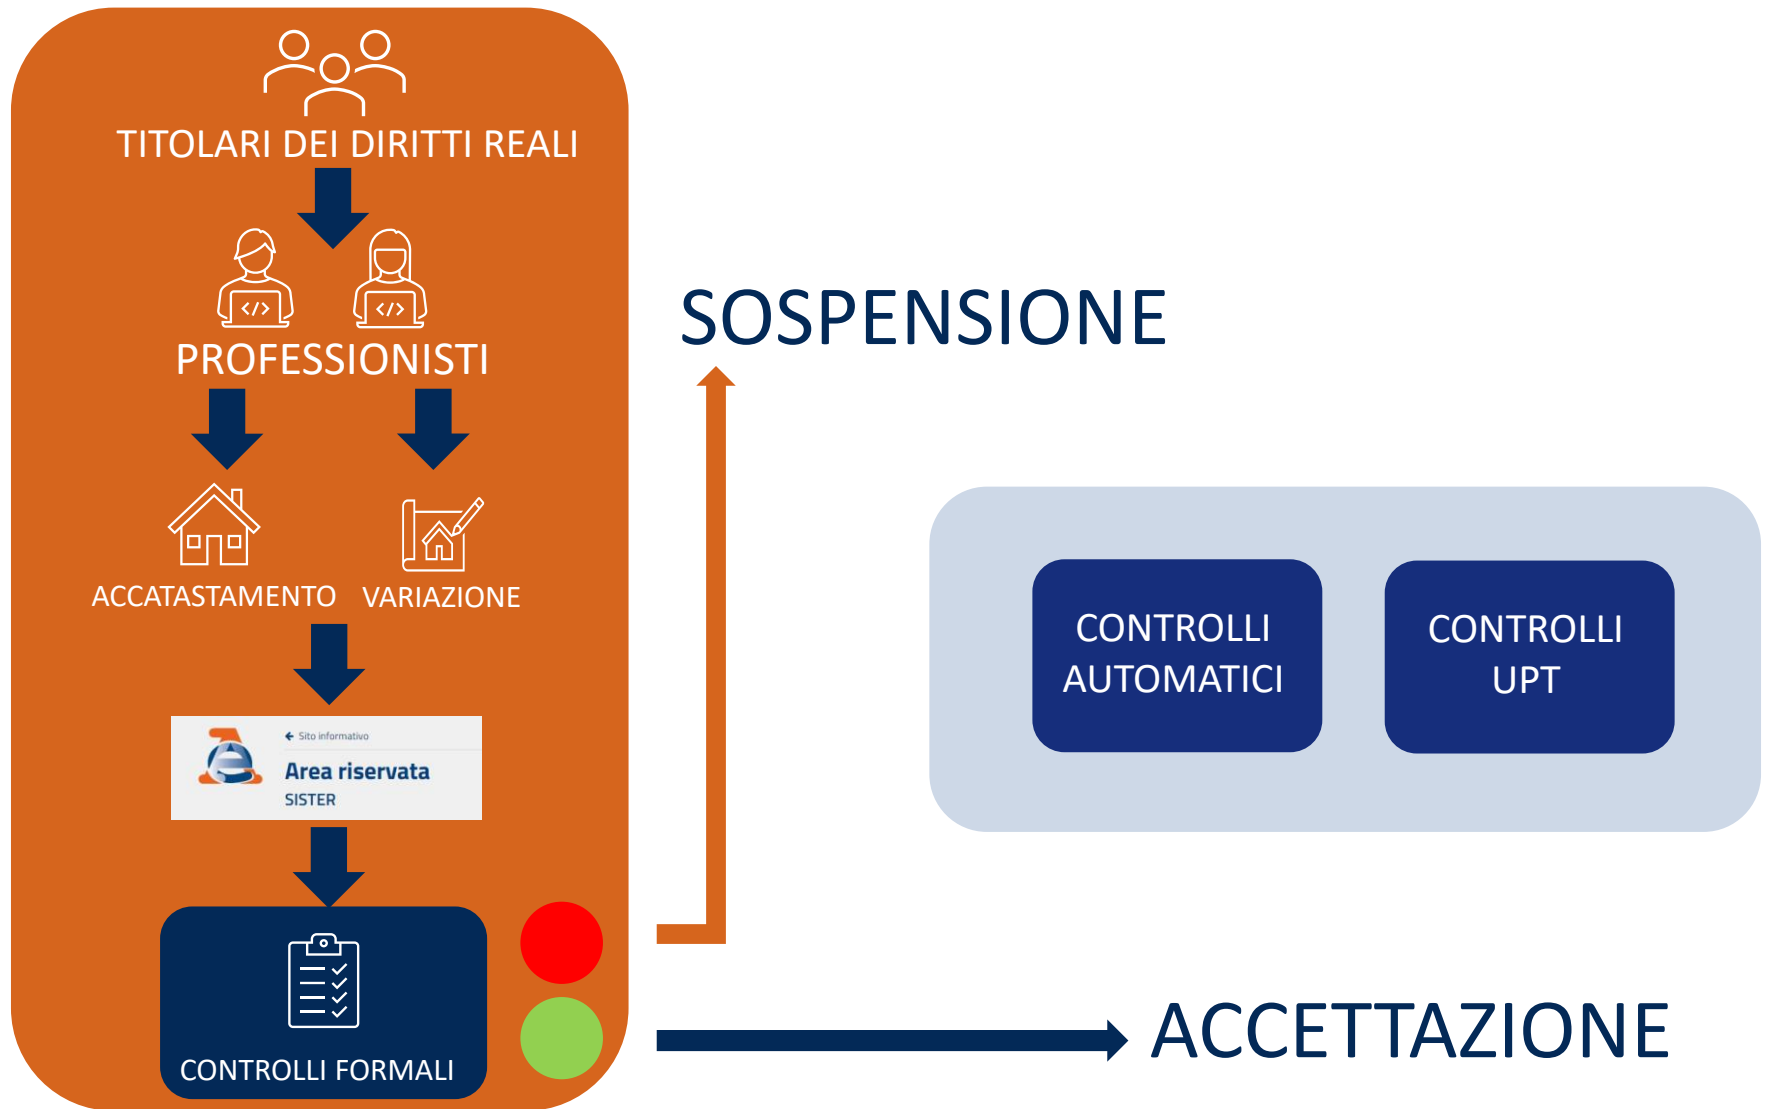 TITOLARI DEI DIRITTI REALI
</>
</>
PROFESSIONISTI
ACCATASTAMENTO
VARIAZIONE
Sito informativo
Area riservata
SISTER
CONTROLLI FORMALI
SOSPENSIONE
CONTROLLI
AUTOMATICI
CONTROLLI
UPT
ACCETTAZIONE